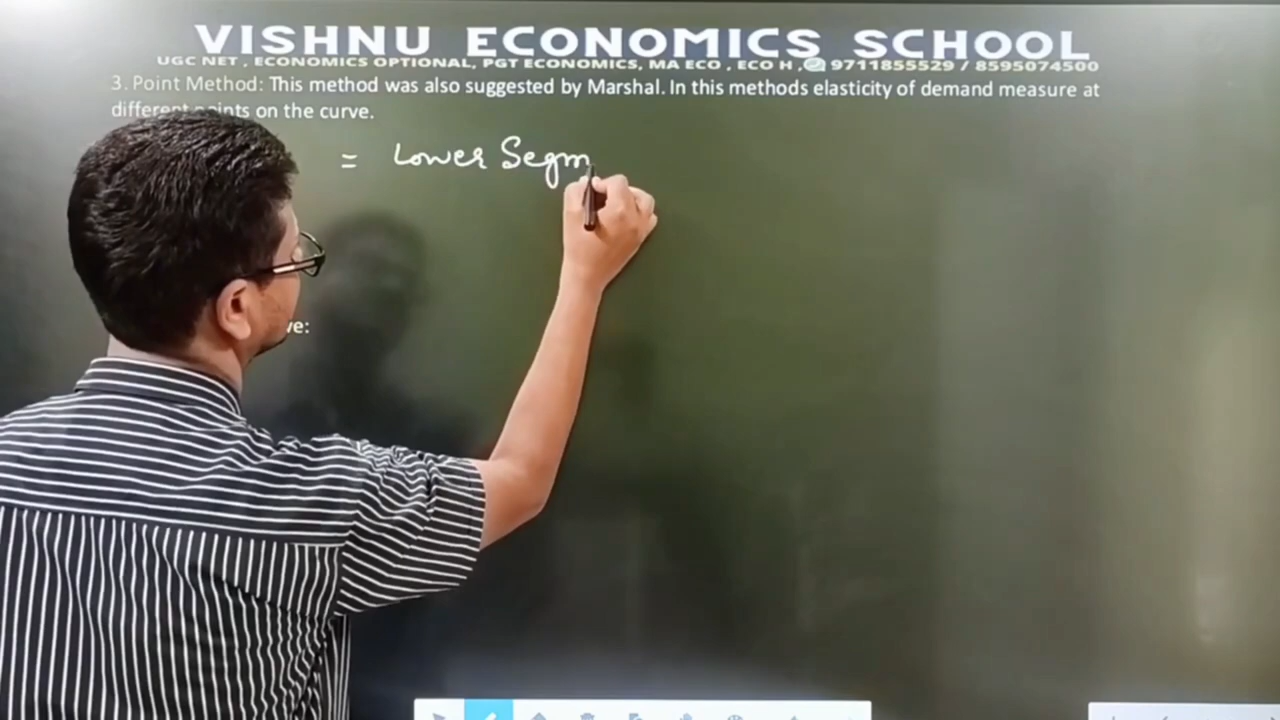 VISHNU ECONOMICS SCHOOL
UGC NET , ECONOMICS OPTIONAL, PGT ECONOMICS, MA ECO , ECO H , 9711855529 / 8595074500
3. Point Method: This method was also suggested by Marshal. In this methods elasticity of demand measure at
different points on the curve.
= Lower Segm